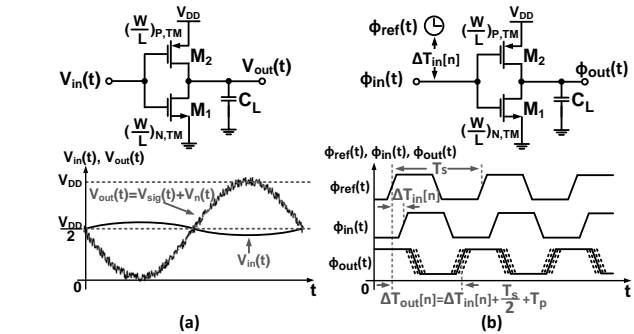 (W/L)P,TM
VDD
M2
Vin(t)
Vout(t)
M1
CL
(W/L)N,TM
Vin(t), Vout(t)
VDD
Vout(t)=Vsig(t)+Vn(t)
VDD/2
Vin(t)
0
t
(a)
ϕref(t)
ΔTin[n]
(W/L)P,TM
VDD
M2
ϕin(t)
ϕout(t)
M1
CL
(W/L)N,TM
ϕref(t), ϕin(t), ϕout(t)
Ts
ϕref(t)
ΔTin[n]
ϕin(t)
ϕout(t)
0
t
ΔTout[n]=ΔTin[n]+Ts/2+Tp
(b)